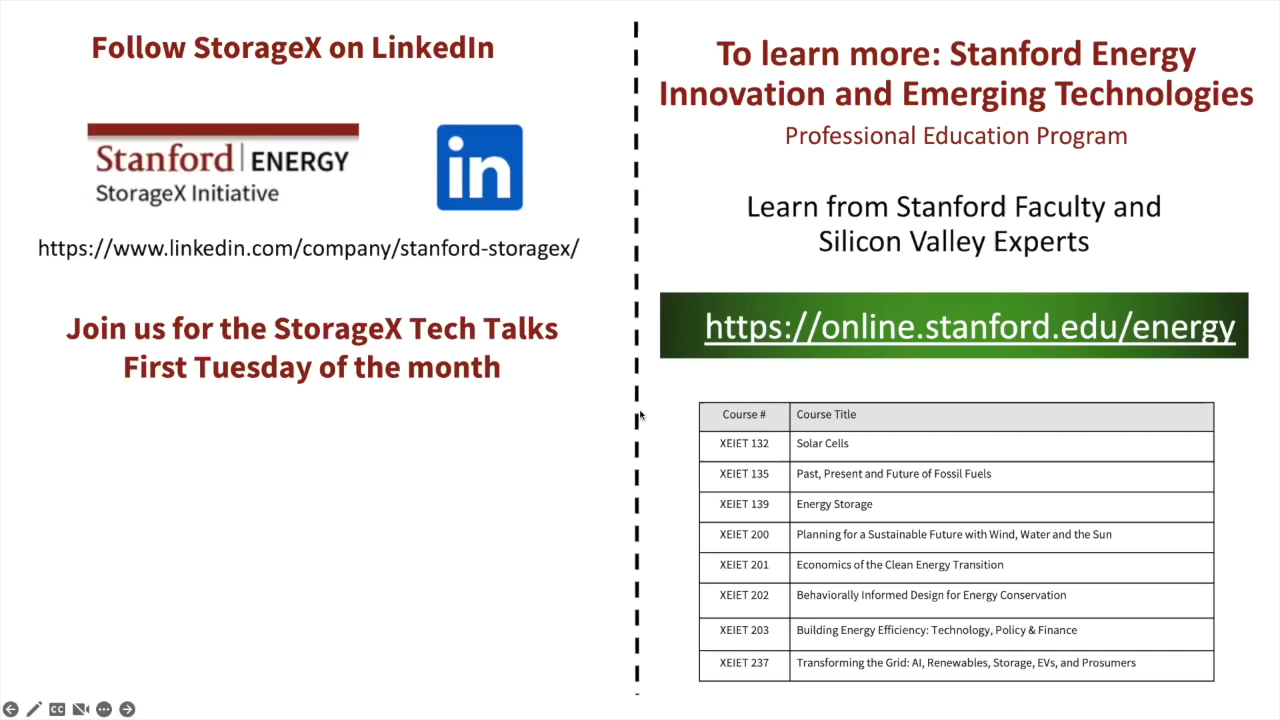 Follow StorageX on LinkedIn
Stanford ENERGY
StorageX Initiative
in
https://www.linkedin.com/company/stanford-storagex/
Join us for the StorageX Tech Talks
First Tuesday of the month
To learn more: Stanford Energy
Innovation and Emerging Technologies
Professional Education Program
Learn from Stanford Faculty and
Silicon Valley Experts
https://online.stanford.edu/energy
Course # Course Title
XEIET 132 Solar Cells
XEIET 135 Past, Present and Future of Fossil Fuels
XEIET 139 Energy Storage
XEIET 200 Planning for a Sustainable Future with Wind, Water and the Sun
XEIET 201 Economics of the Clean Energy Transition
XEIET 202 Behaviorally Informed Design for Energy Conservation
XEIET 203 Building Energy Efficiency: Technology, Policy & Finance
XEIET 237 Transforming the Grid: AI, Renewables, Storage, EVs, and Prosumers
CC